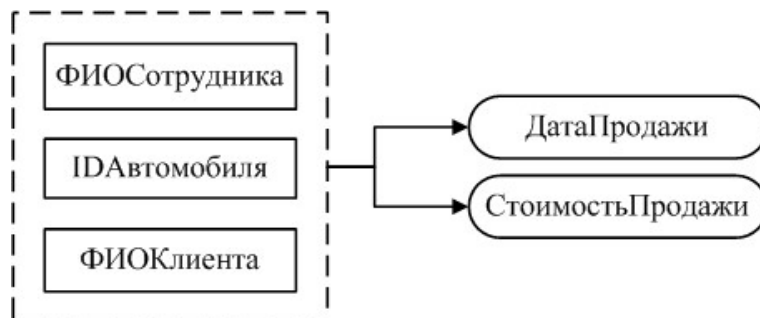 ФИОСотрудника
IDАвтомобиля
ФИОКлиента
ДатаПродажи
СтоимостьПродажи